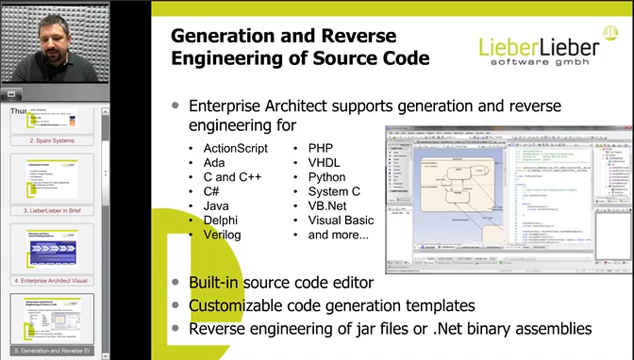 Generation and Reverse
Engineering of Source Code
LieberLieber
software gmbh
Enterprise Architect supports generation and reverse
engineering for
ActionScript
Ada
C and C++
C#
Java
Delphi
Verilog
PHP
VHDL
Python
System C
VB.Net
Visual Basic
and more...
Built-in source code editor
Customizable code generation templates
Reverse engineering of jar files or .Net binary assemblies
Thu
2. Sparx Systems
3. LieberLieber in Brief
4. Enterprise Architect Visual
5. Generation and Reverse En